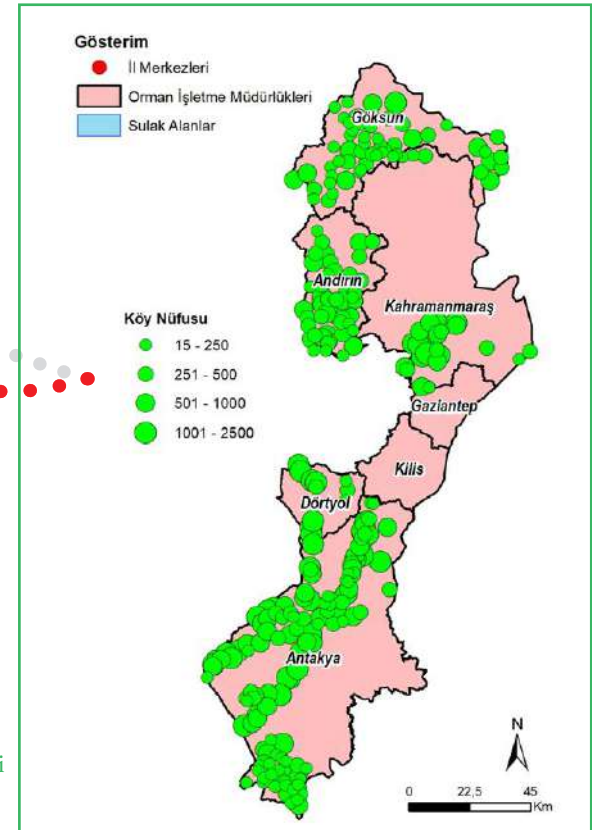 Gösterim
İl Merkezleri
Orman İşletme Müdürlükleri
Sulak Alanlar
Göksun
Andırın
Kahramanmaraş
Köy Nüfusu
15 - 250
251 - 500
501 - 1000
1001 - 2500
Gaziantep
Kilis
Dörtyol
Antakya
i
N
0 22,5 45
Km